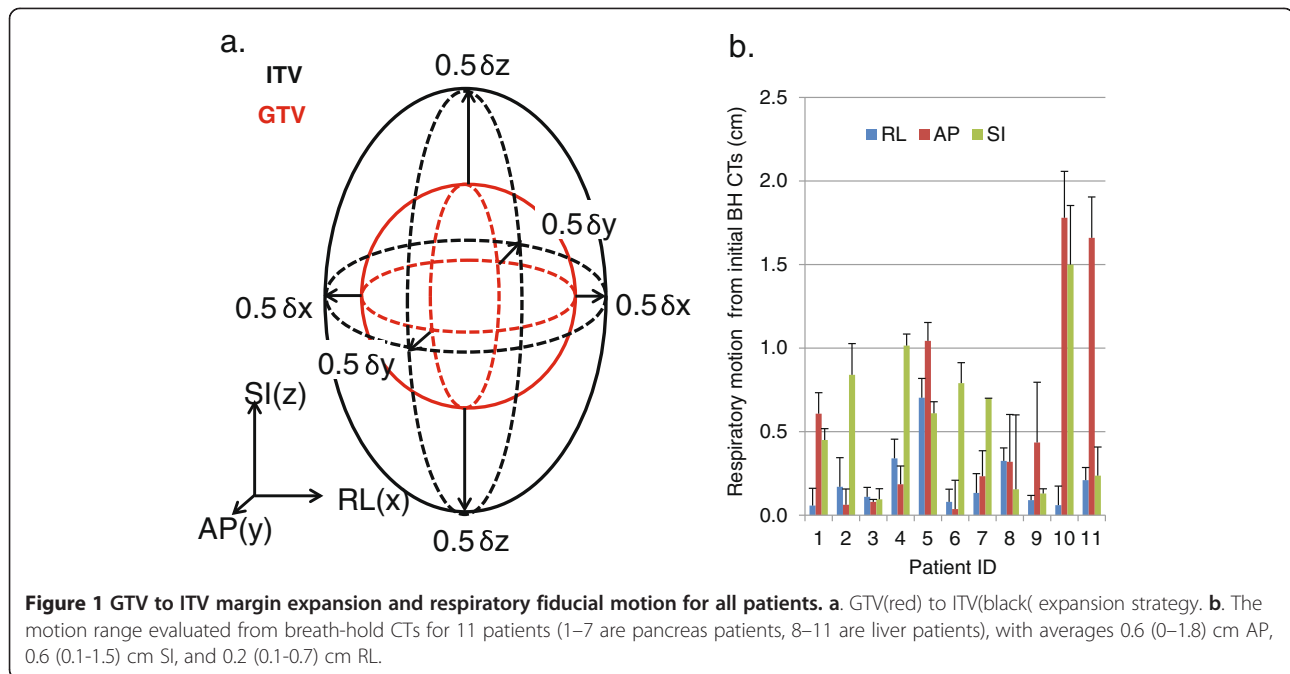 a.
ITV
GTV
0.5 δz
0.5 δy
0.5 δx
0.5 δx
0.5 δy
SI(z)
RL(x)
AP(y)
0.5 δz
b.
Respiratory motion from initial BH CTs (cm)
2.5
2.0
1.5
1.0
0.5
0.0
RL AP SI
1 2 3 4 5 6 7 8 9 10 11
Patient ID
Figure 1 GTV to ITV margin expansion and respiratory fiducial motion for all patients. a. GTV(red) to ITV(black( expansion strategy. b. The
motion range evaluated from breath-hold CTs for 11 patients (1–7 are pancreas patients, 8–11 are liver patients), with averages 0.6 (0–1.8) cm AP,
0.6 (0.1-1.5) cm SI, and 0.2 (0.1-0.7) cm RL.